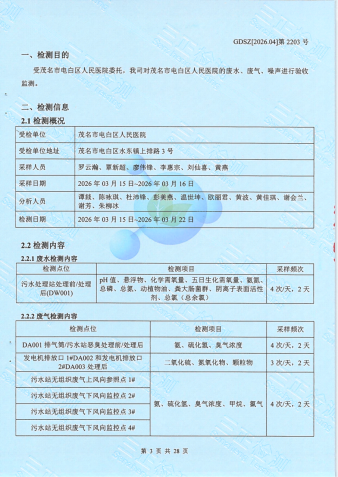 GDSZ[2026.04]第 2203 号
一、检测目的
受茂名市电白区人民医院委托，我司对茂名市电白区人民医院的废水、废气、噪声进行验收
监测。
二、检测信息
2.1 检测概况
受检单位 茂名市电白区人民医院
受检单位地址 茂名市电白区水东镇上排路 3 号
采样人员 罗云瀚、覃新超、廖伟锋、李惠宗、刘仙喜、黄燕
采样日期 2026 年 03 月 15 日~2026 年 03 月 16 日
分析人员 谭靓、陈咏琪、杜沛锋、彭美燕、温世坤、欧韶君、黄波、黄佳琪、谢会兰、
谢芳、朱柳冰
检测日期 2026 年 03 月 15 日~2026 年 03 月 22 日
2.2 检测内容
2.2.1 废水检测内容
检测点位 检测项目 采样频次
污水处理站处理前/处理后(DW001) pH 值、悬浮物、化学需氧量、五日生化需氧量、氨氮、
总磷、总氮、动植物油、粪大肠菌群、阴离子表面活性
剂、总氯（总余氯） 4 次/天，2 天
2.2.2 废气检测内容
检测点位 检测项目 采样频次
DA001 排气筒/污水站恶臭处理前/处理后 氨、硫化氢、臭气浓度 4 次/天，2 天
发电机排放口 1#DA002 和发电机排放口
2#DA003 处理后 二氧化硫、氮氧化物、颗粒物 3 次/天，2 天
污水站无组织废气上风向参照点 1#
污水站无组织废气下风向监控点 2#
氨、硫化氢、臭气浓度、甲烷、氯气 4 次/天，2 天
污水站无组织废气下风向监控点 3#
污水站无组织废气下风向监控点 4#
第 3 页 共 28 页